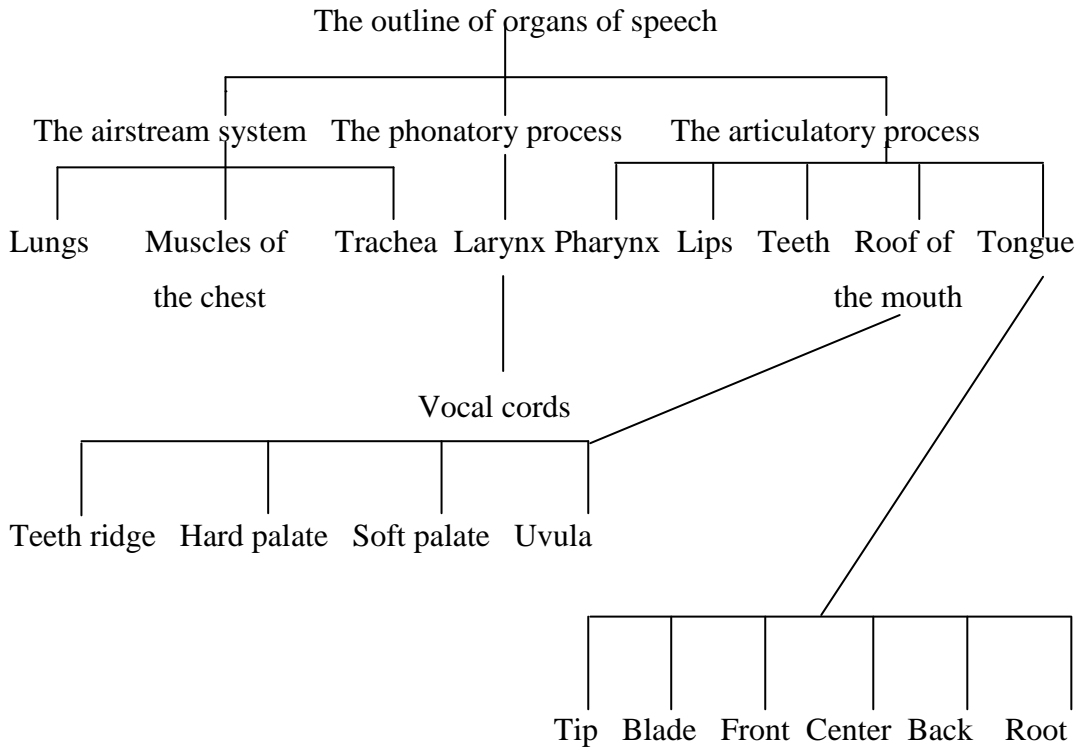 The outline of organs of speech
The airstream system The phonatory process The articulatory process
Lungs Muscles of the chest Trachea Larynx Pharynx Lips Teeth Roof of the mouth Tongue
Vocal cords
Teeth ridge Hard palate Soft palate Uvula
Tip Blade Front Center Back Root